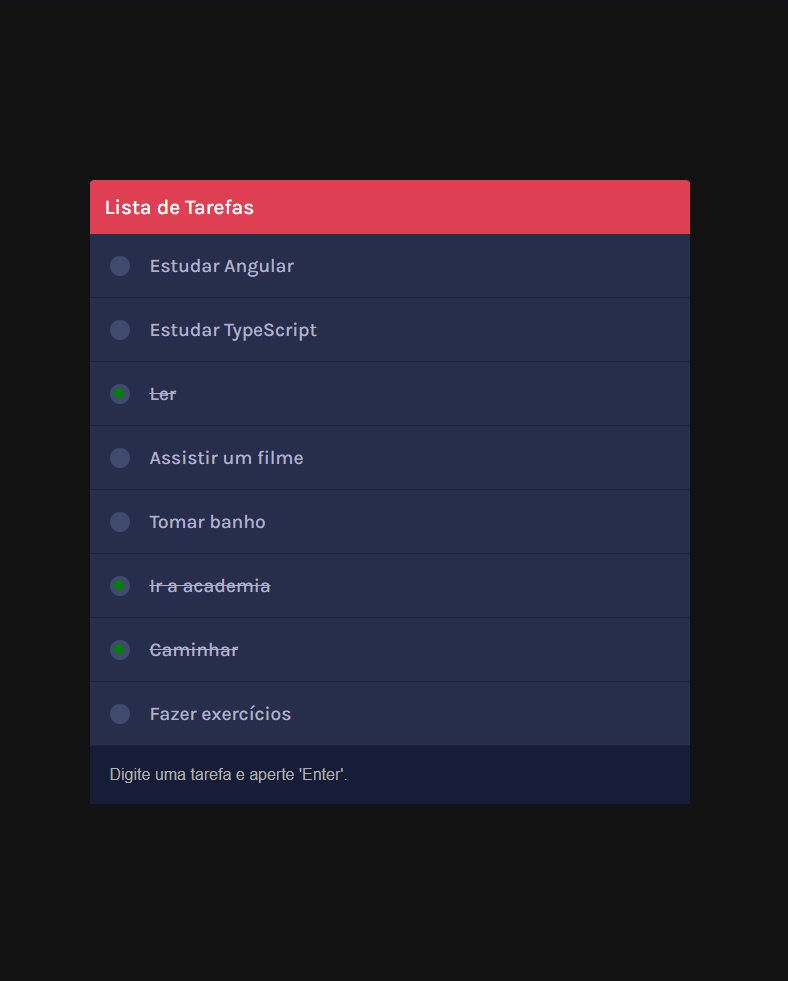 Lista de Tarefas
Estudar Angular
Estudar TypeScript
Ler
Assistir um filme
Tomar banho
Ir a academia
Caminhar
Fazer exercícios
Digite uma tarefa e aperte 'Enter'.